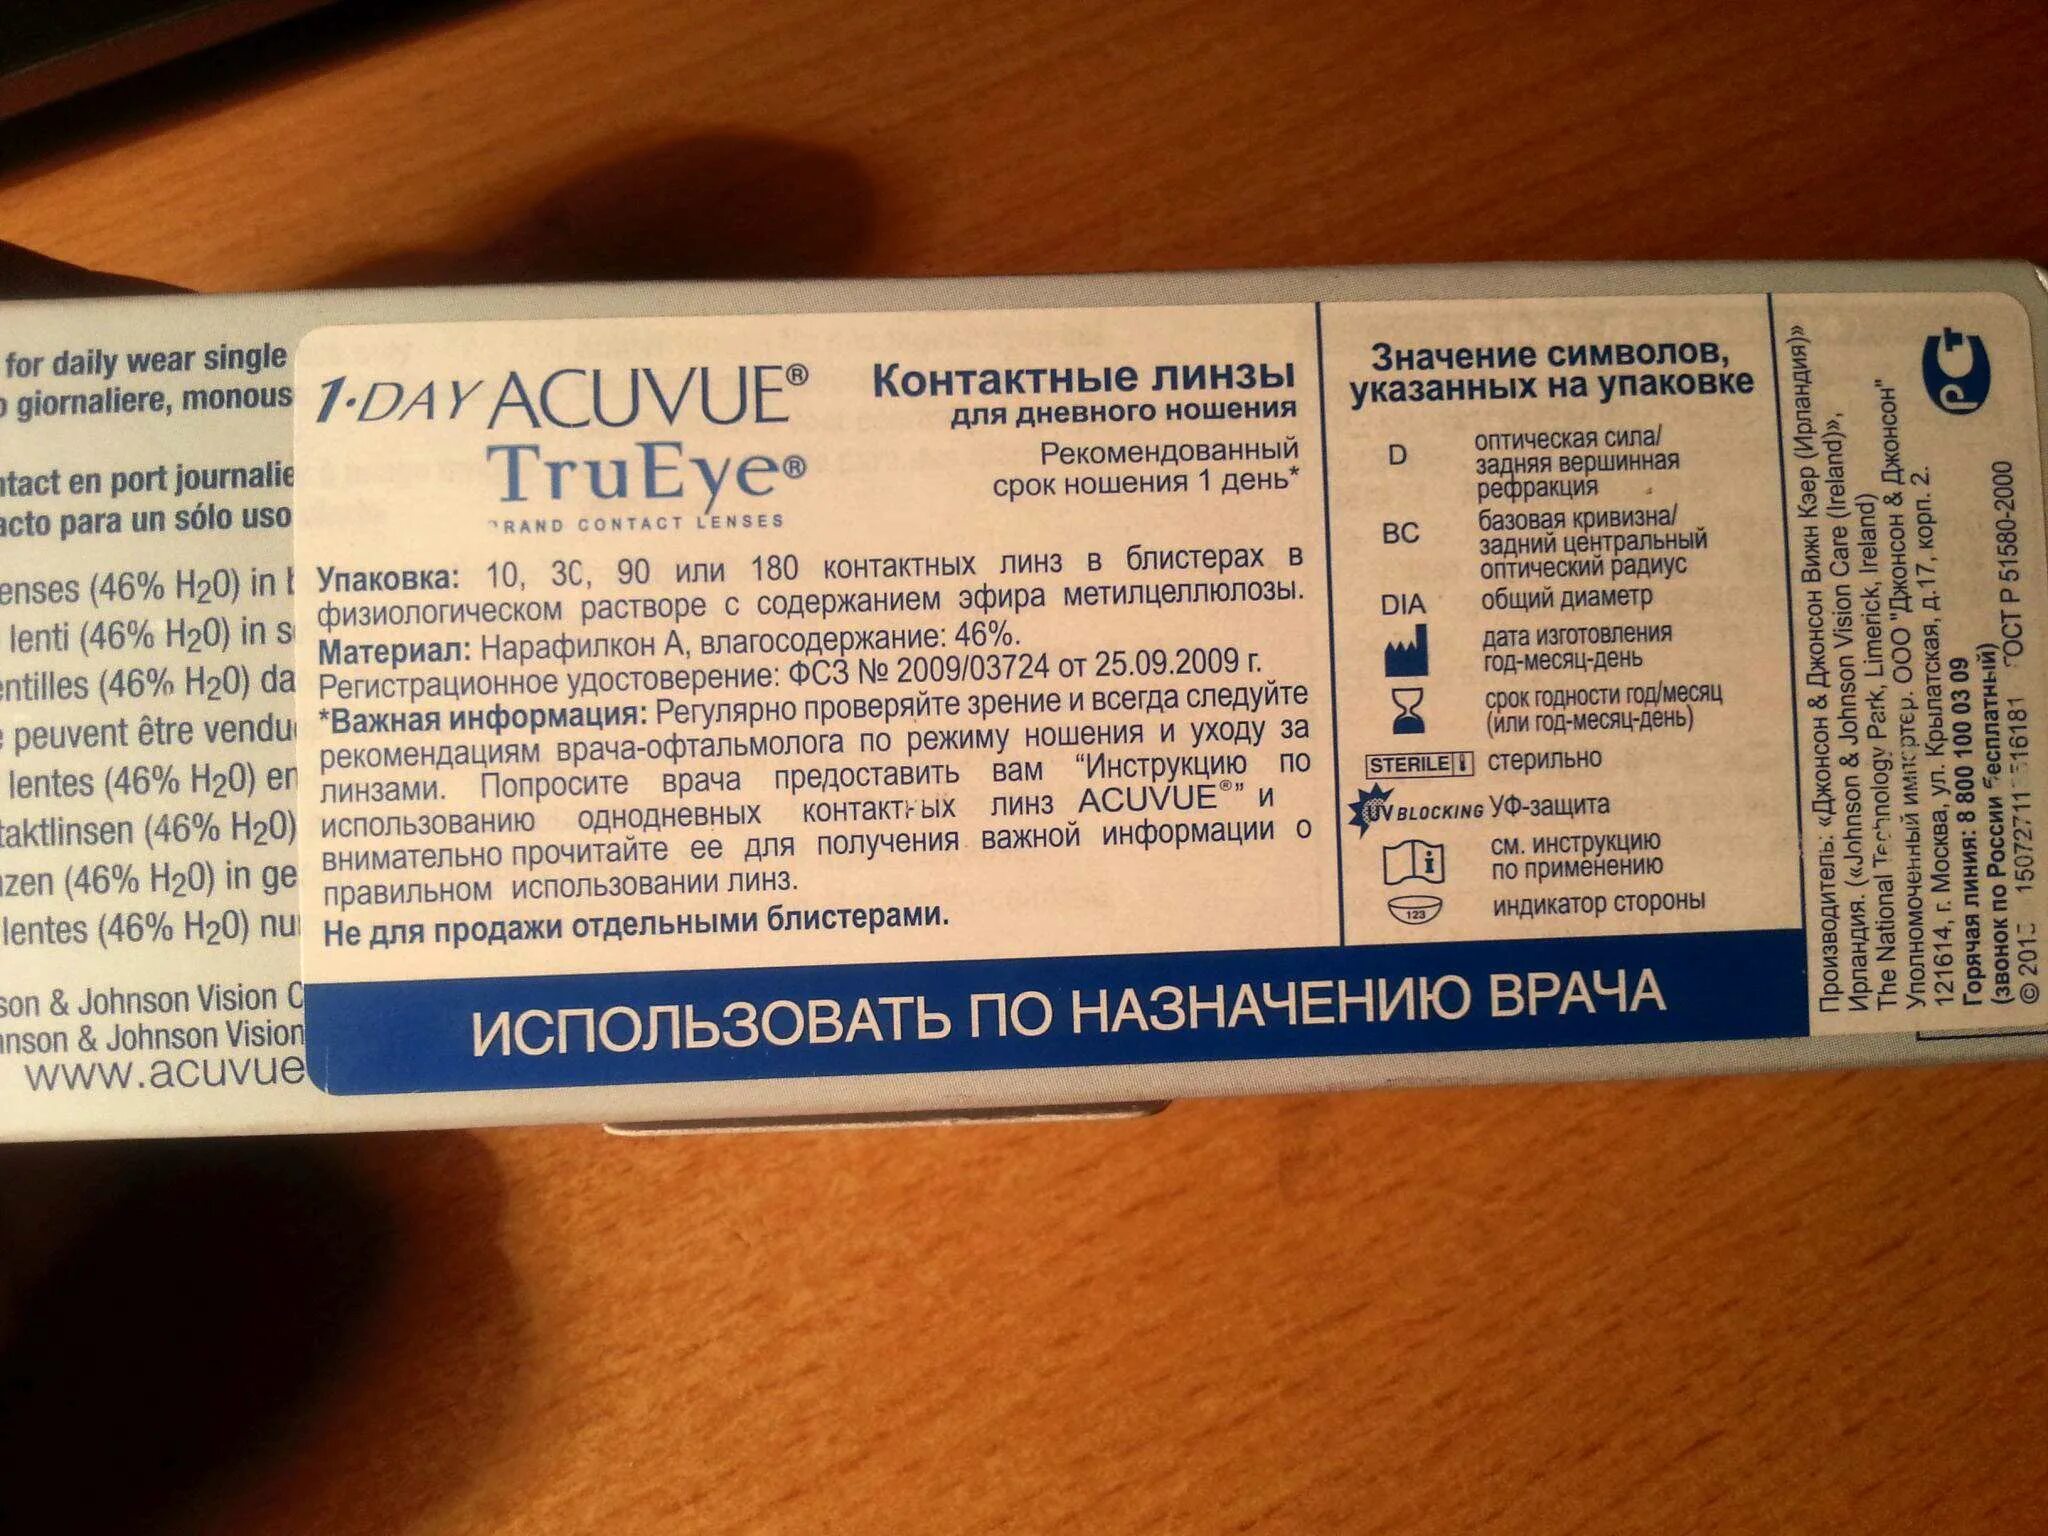 for daily wear single
giornaliere, monous
en port journalie
para un sólo uso
(46% H2O) in
lenti (46% H2O) in
(46% H2O) da
peuvent être vendu
lentes (46% H2O) en
(46% H2O)
(46% H2O) in ge
lentes (46% H2O) nu
& Johnson Vision C
& Johnson Vision
www.acuvue
1·DAY ACUVUE®
TruEye®
RAND CONTACT LENSES
Контактные линзы
для дневного ношения
Рекомендованный
срок ношения 1 день*
Упаковка: 10, 30, 90 или 180 контактных линз в блистерах в
физиологическом растворе с содержанием эфира метилцеллюлозы.
Материал: Нарафилкон А, влагосодержание: 46%.
Регистрационное удостоверение: ФСЗ № 2009/03724 от 25.09.2009 г.
*Важная информация: Регулярно проверяйте зрение и всегда следуйте
рекомендациям врача-офтальмолога по режиму ношения и уходу за
линзами. Попросите врача предоставить вам “Инструкцию по
использованию однодневных контактных линз ACUVUE®” и
внимательно прочитайте ее для получения важной информации о
правильном использовании линз.
Не для продажи отдельными блистерами.
ИСПОЛЬЗОВАТЬ ПО НАЗНАЧЕНИЮ ВРАЧА
Значение символов,
указанных на упаковке
D оптическая сила/
задняя вершинная
рефракция
BC базовая кривизна/
задний центральный
оптический радиус
DIA общий диаметр
дата изготовления
год-месяц-день
срок годности год/месяц
(или год-месяц-день)
STERILE стерильно
UV BLOCKING УФ-защита
см. инструкцию
по применению
123 индикатор стороны
Производитель: «Джонсон & Джонсон Вижн Кэер (Ирландия)»
Ирландия. («Johnson & Johnson Vision Care (Ireland)»,
The National Technology Park, Limerick, Ireland)
Уполномоченный импортер. ООО "Джонсон & Джонсон"
121614, г. Москва, ул. Крылатская, д.17, корп. 2.
Горячая линия: 8 800 100 03 09
(звонок по России бесплатный)
© ГОСТ Р 51580-2000
РСТ